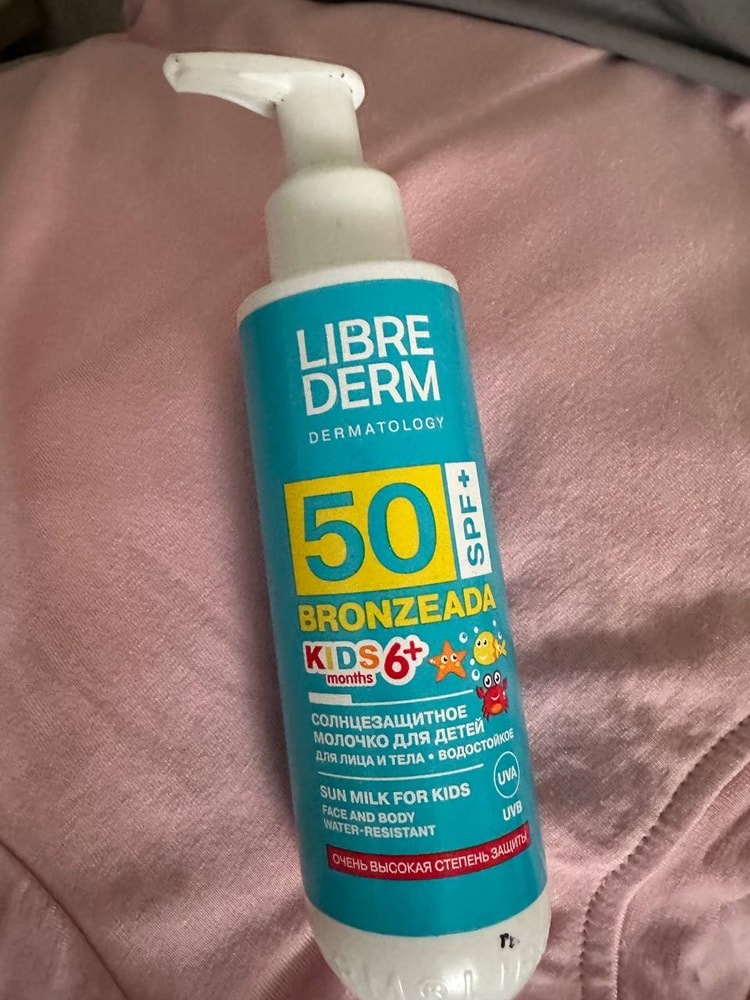 LIBRE
DERM
DERMATOLOGY
50
SPF+
BRONZEADA
KIDS 6+
months
СОЛНЦЕЗАЩИТНОЕ
МОЛОЧКО ДЛЯ ДЕТЕЙ
ДЛЯ ЛИЦА И ТЕЛА • ВОДОСТОЙКОЕ
SUN MILK FOR KIDS
FACE AND BODY
WATER-RESISTANT
UVA
UVB
ОЧЕНЬ ВЫСОКАЯ СТЕПЕНЬ ЗАЩИТЫ